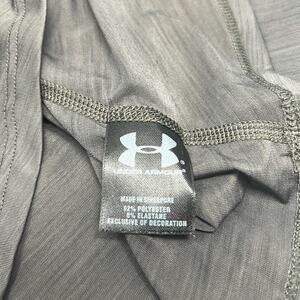 UNDER ARMOUR
MADE IN SINGAPORE
92% POLYESTER
8% ELASTANE
EXCLUSIVE OF DECORATION